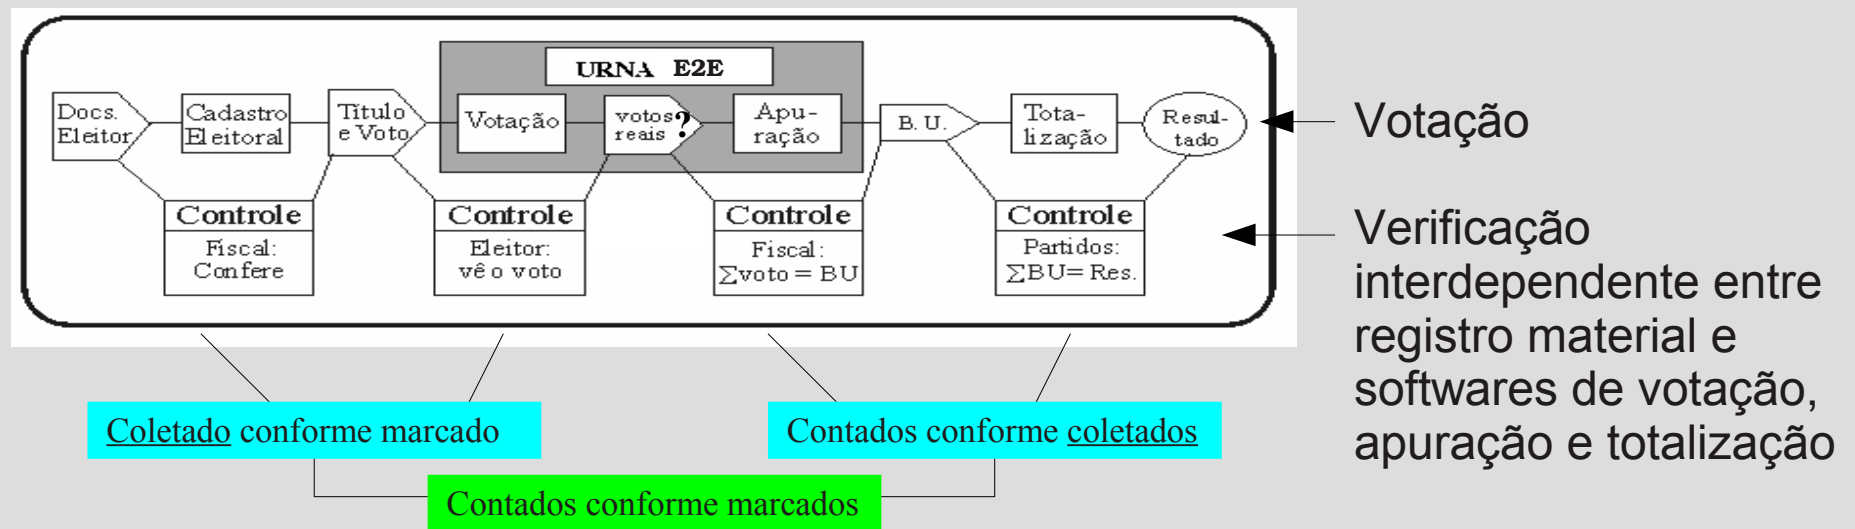 URNA E2E
Docs.
Eleitor
Cadastro
Eleitoral
Título
e Voto
Votação
votos
reais ?
Apu-
ração
B. U.
Tota-
lização
Resul-
tado
Controle
Fiscal:
Confere
Controle
Eleitor:
vê o voto
Controle
Fiscal:
∑voto = BU
Controle
Partidos:
∑BU= Res.
Votação
Verificação
interdependente entre
registro material e
softwares de votação,
apuração e totalização
Coletado conforme marcado
Contados conforme coletados
Contados conforme marcados